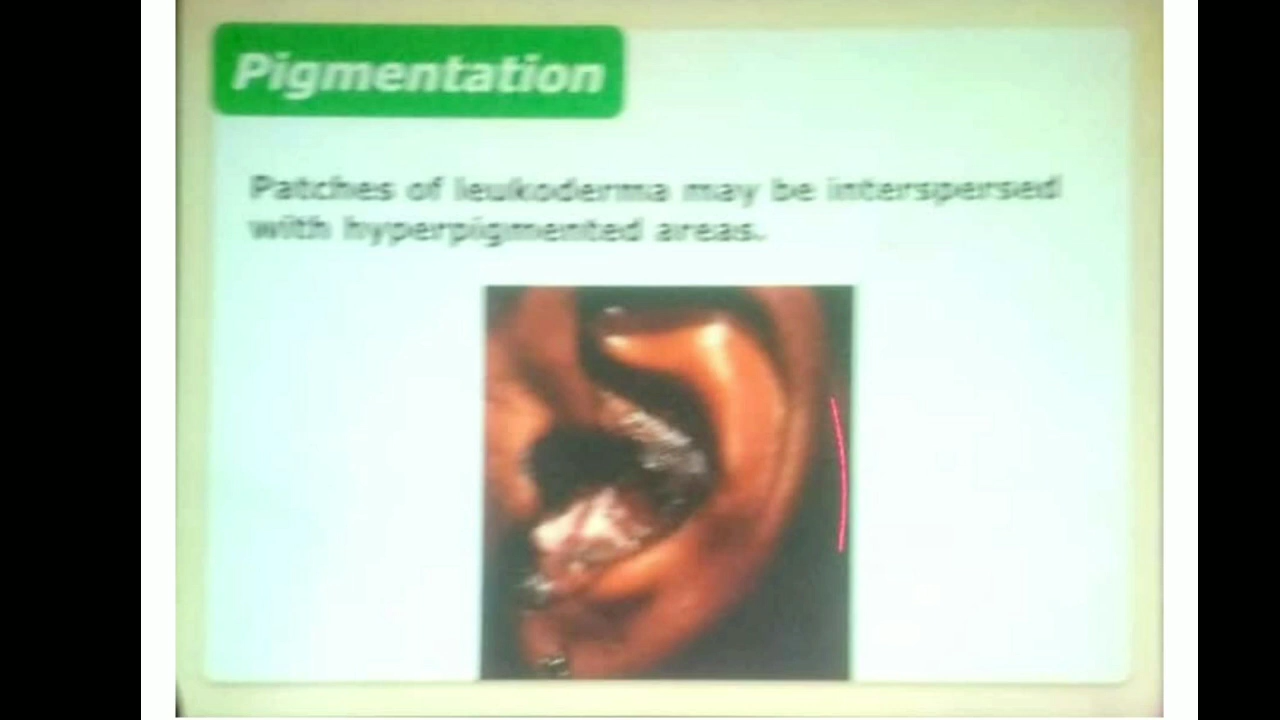 Pigmentation
Patches of leukoderma may be interspersed
with hyperpigmented areas.